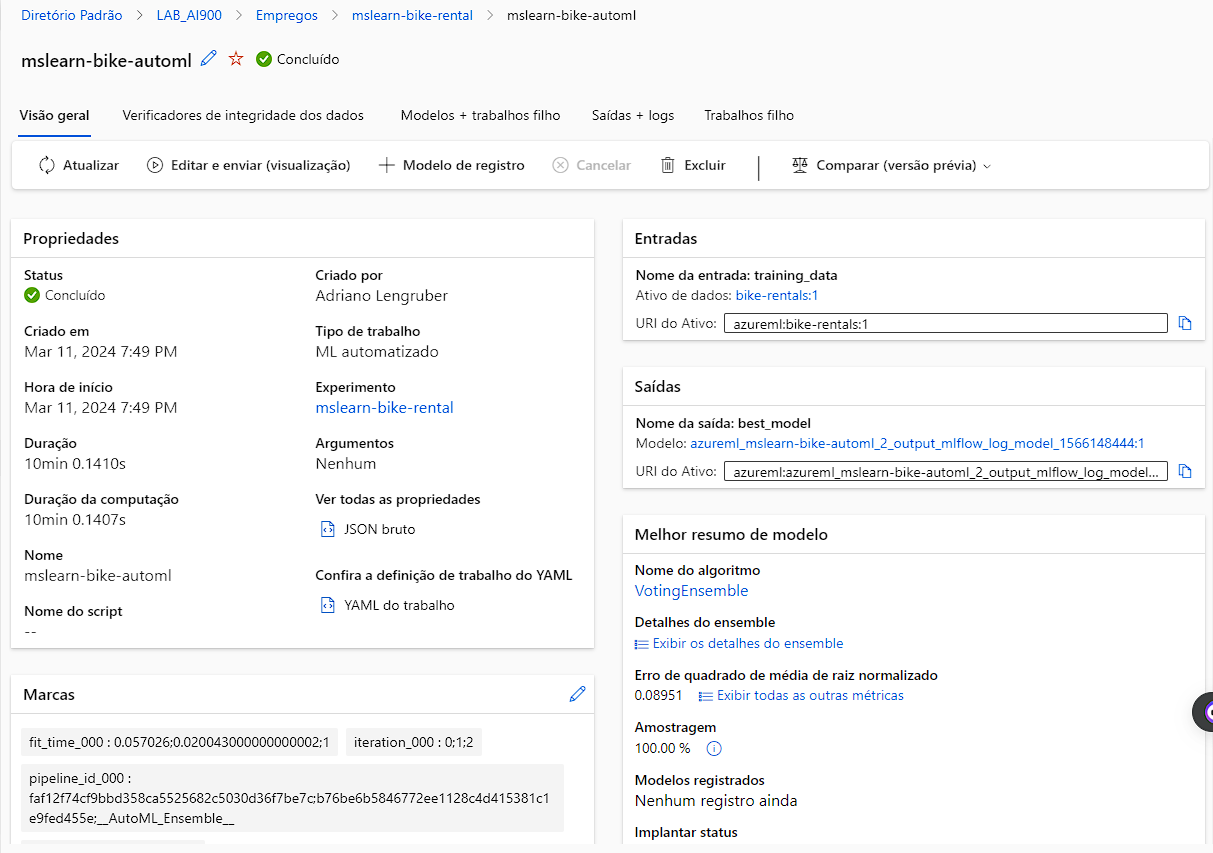 Diretório Padrão > LAB_AI900 > Empregos > mslearn-bike-rental > mslearn-bike-automl
mslearn-bike-automl Concluído
Visão geral Verificadores de integridade dos dados Modelos + trabalhos filho Saídas + logs Trabalhos filho
Atualizar Editar e enviar (visualização) Modelo de registro Cancelar Excluir Comparar (versão prévia)
Propriedades
Status
Concluído
Criado em
Mar 11, 2024 7:49 PM
Hora de início
Mar 11, 2024 7:49 PM
Duração
10min 0.1410s
Duração da computação
10min 0.1407s
Nome
mslearn-bike-automl
Nome do script
--
Criado por
Adriano Lengruber
Tipo de trabalho
ML automatizado
Experimento
mslearn-bike-rental
Argumentos
Nenhum
Ver todas as propriedades
JSON bruto
Confira a definição de trabalho do YAML
YAML do trabalho
Marcas
fit_time_000 : 0.057026;0.020043000000000002;1 iteration_000 : 0;1;2
pipeline_id_000 :
faf12f74cf9bbd358ca5525682c5030d36f7be7c;b76be6b5846772ee1128c4d415381c1
e9fed455e;__AutoML_Ensemble__
Entradas
Nome da entrada: training_data
Ativo de dados: bike-rentals:1
URI do Ativo: azureml:bike-rentals:1
Saídas
Nome da saída: best_model
Modelo: azureml_mslearn-bike-automl_2_output_mlflow_log_model_1566148444:1
URI do Ativo: azureml:azureml_mslearn-bike-automl_2_output_mlflow_log_model...
Melhor resumo de modelo
Nome do algoritmo
VotingEnsemble
Detalhes do ensemble
Exibir os detalhes do ensemble
Erro de quadrado de média de raiz normalizado
0.08951 Exibir todas as outras métricas
Amostragem
100.00 %
Modelos registrados
Nenhum registro ainda
Implantar status